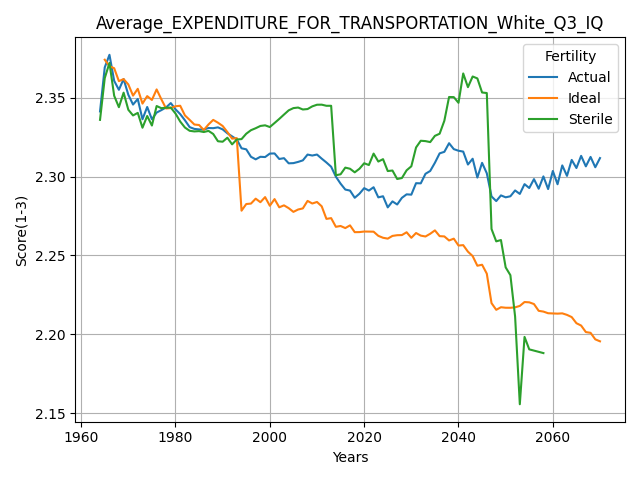 Average_EXPENDITURE_FOR_TRANSPORTATION_White_Q3_IQ
Fertility
Actual
Ideal
Sterile
Score(1-3)
2.35
2.30
2.25
2.20
2.15
1960
1980
2000
2020
2040
2060
Years